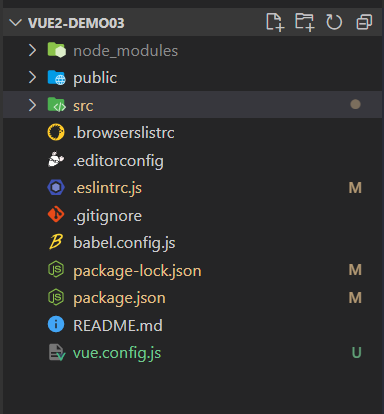 VUE2-DEMO03
node_modules
public
src
.browserslistrc
.editorconfig
.eslintrc.js M
.gitignore
babel.config.js
package-lock.json M
package.json M
README.md
vue.config.js U